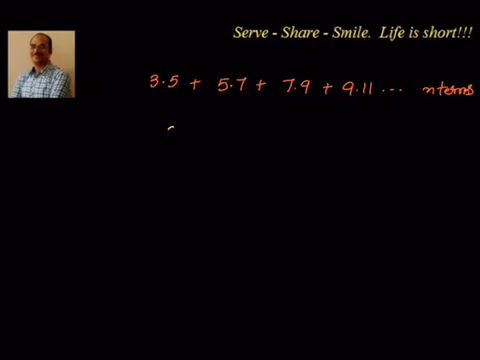 Serve - Share - Smile. Life is short!!!
3.5 + 5.7 + 7.9 + 9.11 ... n terms